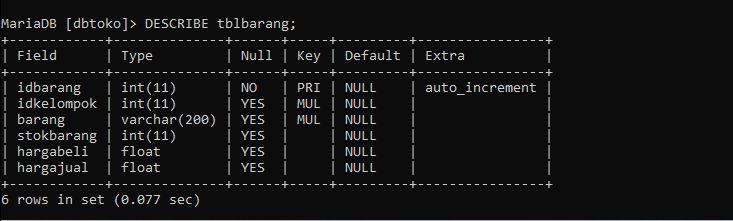 MariaDB [dbtoko]> DESCRIBE tblbarang;
+------------+--------------+------+-----+---------+----------------+
| Field      | Type         | Null | Key | Default | Extra          |
+------------+--------------+------+-----+---------+----------------+
| idbarang   | int(11)      | NO   | PRI | NULL    | auto_increment |
| idkelompok | int(11)      | YES  | MUL | NULL    |                |
| barang     | varchar(200) | YES  | MUL | NULL    |                |
| stokbarang | int(11)      | YES  |     | NULL    |                |
| hargabeli  | float        | YES  |     | NULL    |                |
| hargajual  | float        | YES  |     | NULL    |                |
+------------+--------------+------+-----+---------+----------------+
6 rows in set (0.077 sec)